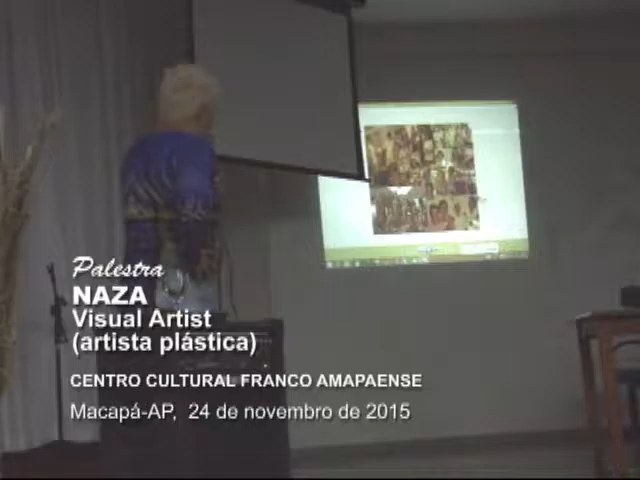 Palestra
NAZA
Visual Artist
(artista plástica)
CENTRO CULTURAL FRANCO AMAPAENSE
Macapá-AP, 24 de novembro de 2015